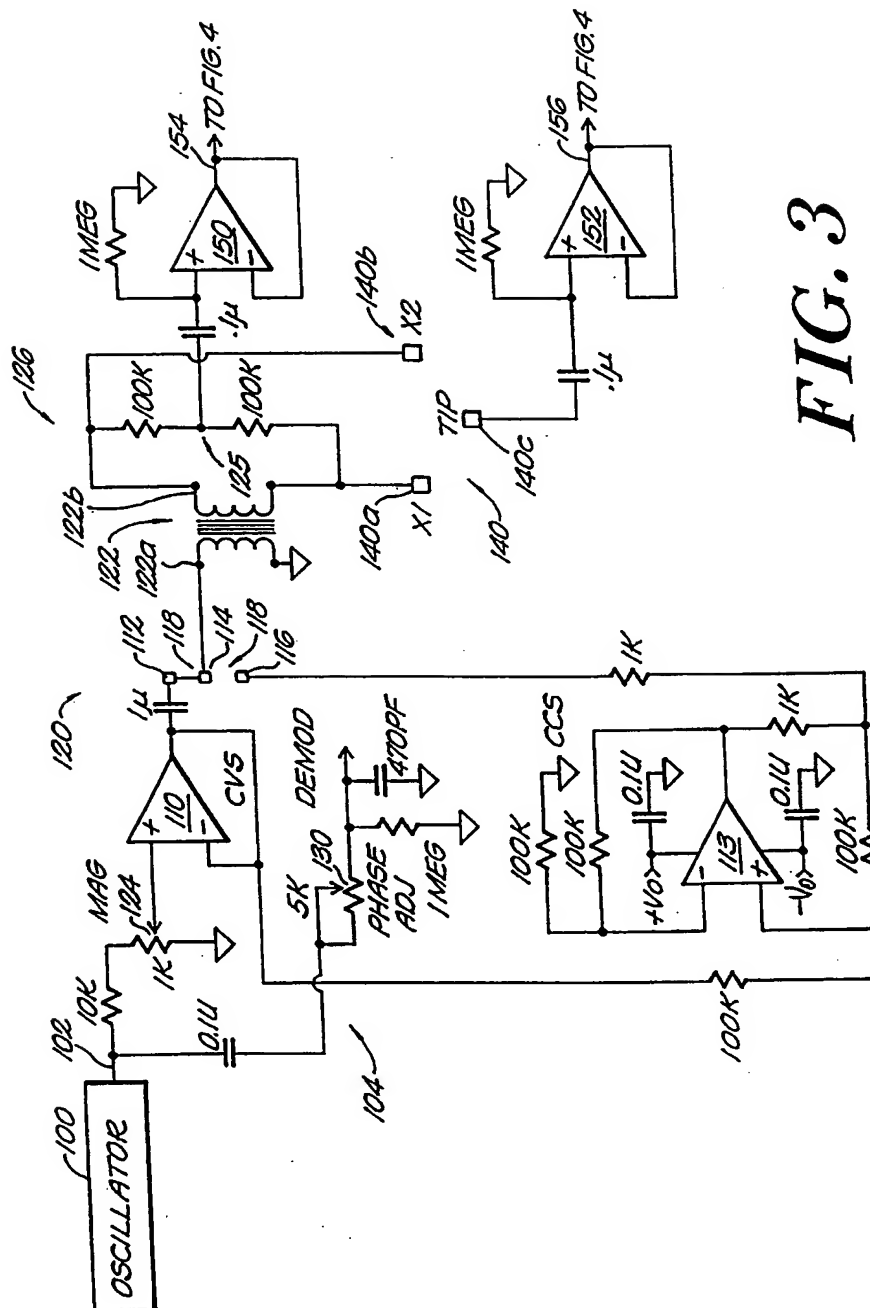 100
OSCILLATOR
102
10K
MAG
124
1K
0.1U
104
110
+
-
CVS
120
1µ
112
118
114
118
116
5K
130
PHASE
ADJ
DEMOD
470PF
1MEG
122
122a
122b
125
126
100K
100K
.1µ
1MEG
150
+
-
154
TO FIG. 4
140a
X1
140b
X2
140
140c
TIP
.1µ
1MEG
152
+
-
156
TO FIG. 4
100K
CCS
100K
0.1U
+Vo
113
-
+
-Vo
0.1U
1K
1K
100K
100K
FIG. 3